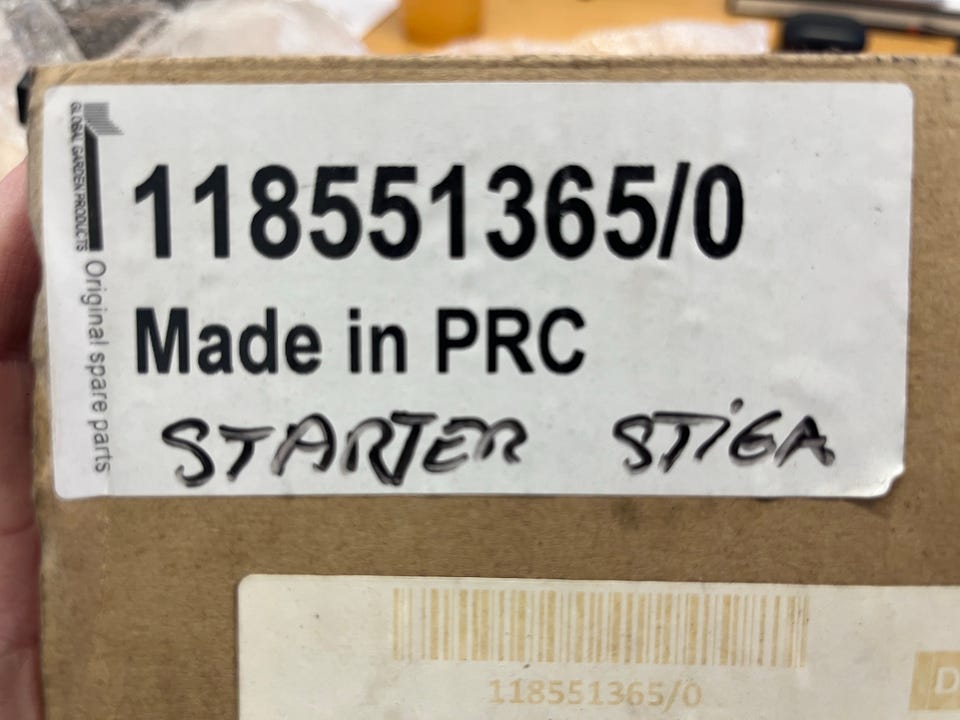 GLOBAL GARDEN PRODUCTS
Original spare parts
118551365/0
Made in PRC
STARTER STiGA
118551365/0
D